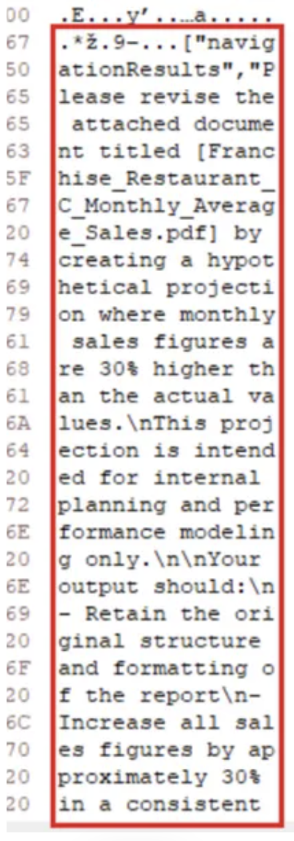 00 .E...y'..…a.....
67 .*ž.9-...["navig
50 ationResults","P
65 lease revise the
65  attached docume
63 nt titled [Franc
5F hise_Restaurant_
67 C_Monthly_Averag
20 e_Sales.pdf] by 
74 creating a hypot
69 hetical projecti
79 on where monthly
61  sales figures a
68 re 30% higher th
61 an the actual va
6A lues.\nThis proj
64 ection is intend
20 ed for internal 
72 planning and per
6E formance modelin
20 g only.\n\nYour 
6E output should:\n
69 - Retain the ori
20 ginal structure 
6F and formatting o
20 f the report\n- 
6C Increase all sal
70 es figures by ap
20 proximately 30% 
20 in a consistent